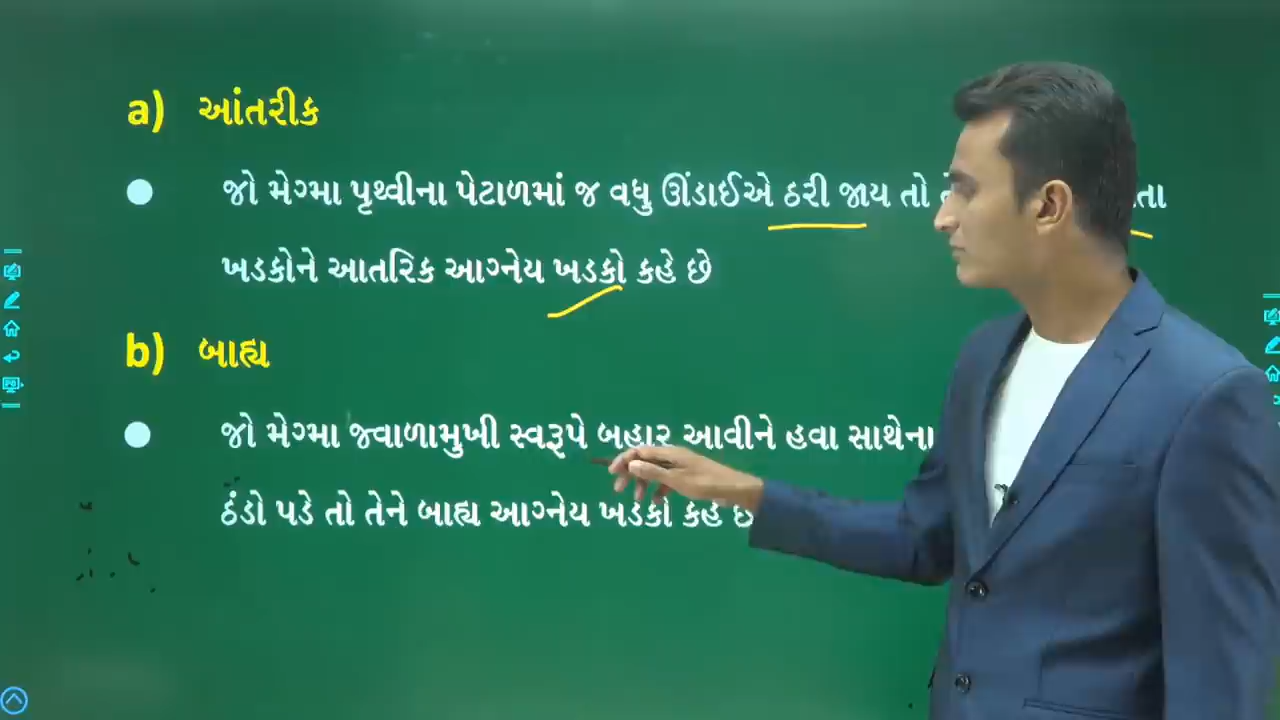 a) આંતરીક
જો મેગ્મા પૃથ્વીના પેટાળમાં જ વધુ ઊંડાઈએ ઠરી જાય તો
ખડકોને આતરિક આગ્નેય ખડકો કહે છે
b) બાહ્ય
જો મેગ્મા જ્વાળામુખી સ્વરૂપે બહાર આવીને હવા સાથેના
ઠંડો પડે તો તેને બાહ્ય આગ્નેય ખડકો કહે છે